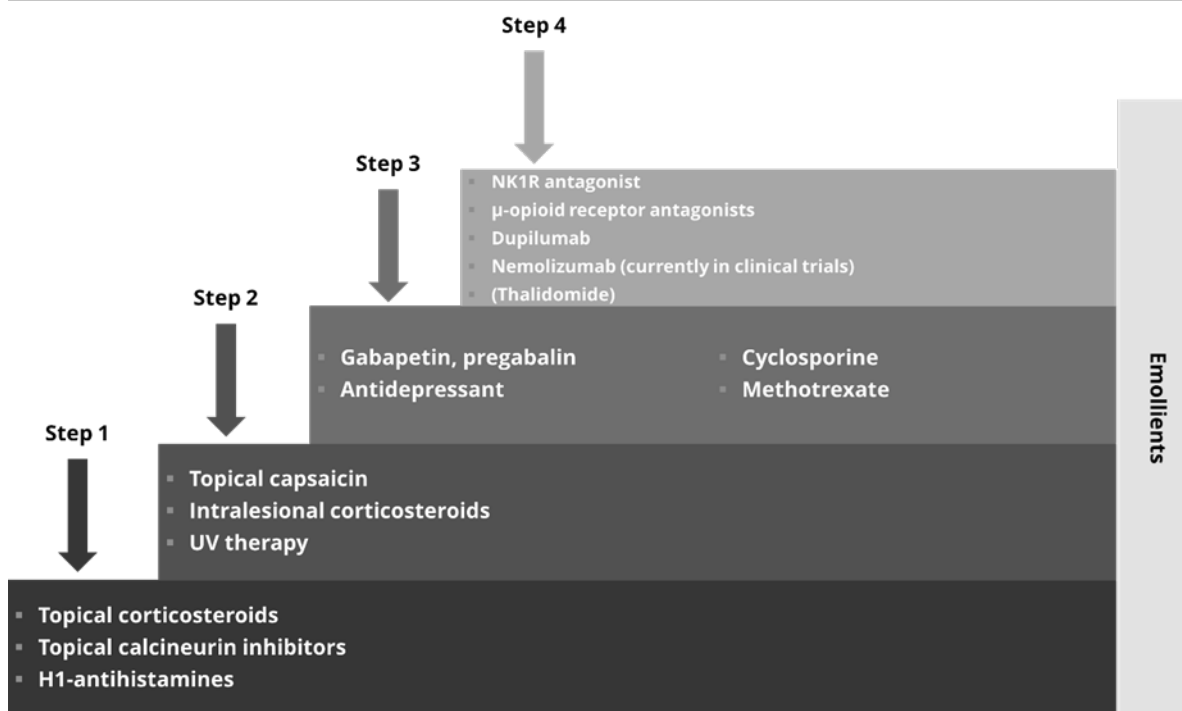 Step 4
Step 3
▪ NK1R antagonist
▪ μ-opioid receptor antagonists
▪ Dupilumab
▪ Nemolizumab (currently in clinical trials)
▪ (Thalidomide)
Step 2
▪ Gabapetin, pregabalin
▪ Antidepressant
▪ Cyclosporine
▪ Methotrexate
Step 1
▪ Topical capsaicin
▪ Intralesional corticosteroids
▪ UV therapy
▪ Topical corticosteroids
▪ Topical calcineurin inhibitors
▪ H1-antihistamines
Emollients